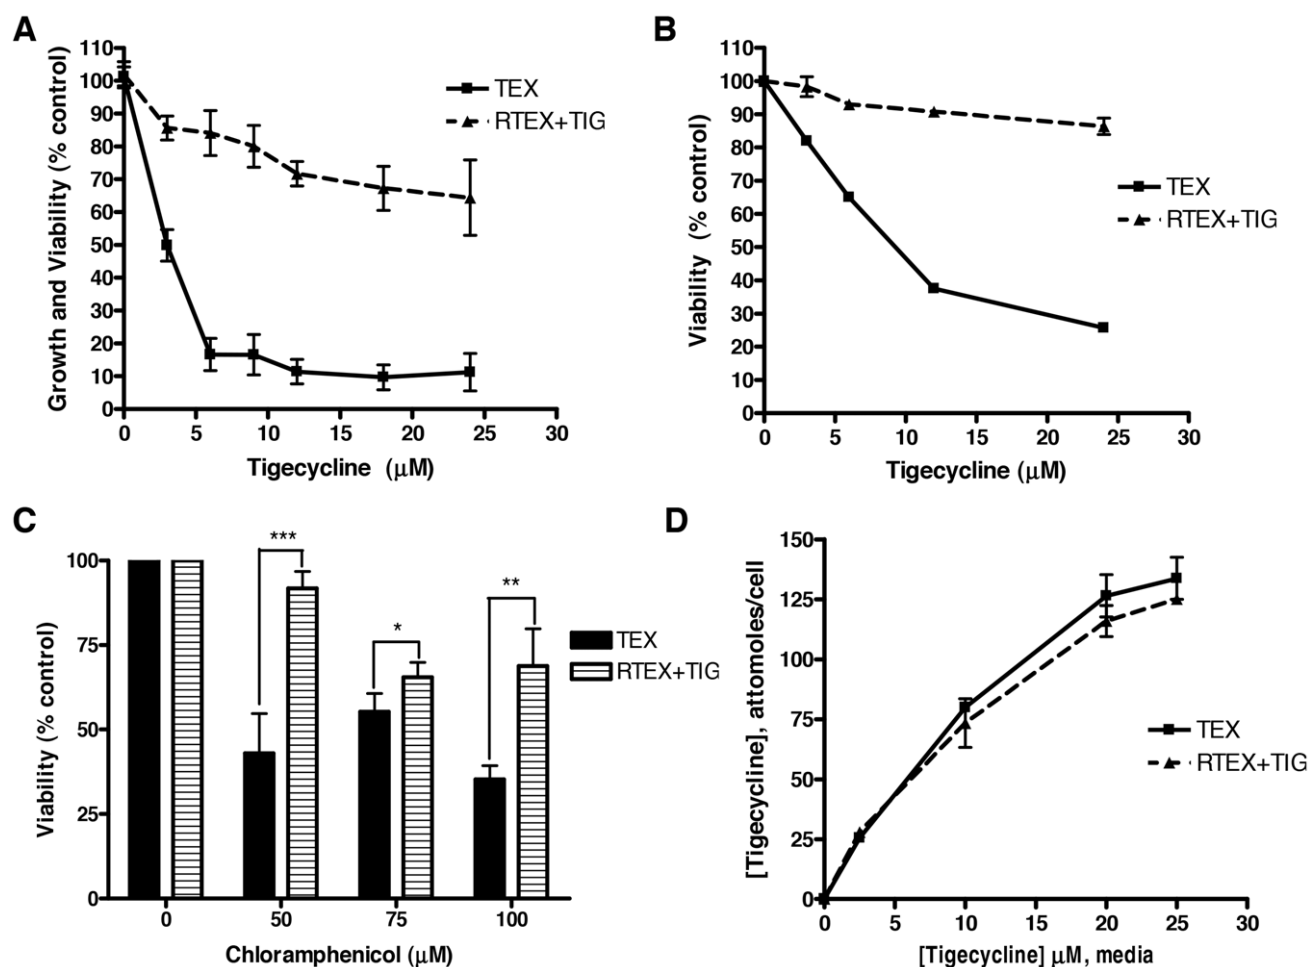 A
110
100
90
80
70
60
50
40
30
20
10
0
Growth and Viability (% control)
0 5 10 15 20 25 30
Tigecycline (μM)
TEX
RTEX+TIG
B
110
100
90
80
70
60
50
40
30
20
10
0
Viability (% control)
0 5 10 15 20 25 30
Tigecycline (μM)
TEX
RTEX+TIG
C
100
75
50
25
0
Viability (% control)
***
*
**
0 50 75 100
Chloramphenicol (μM)
TEX
RTEX+TIG
D
150
125
100
75
50
25
0
[Tigecycline], attomoles/cell
0 5 10 15 20 25 30
[Tigecycline] μM, media
TEX
RTEX+TIG